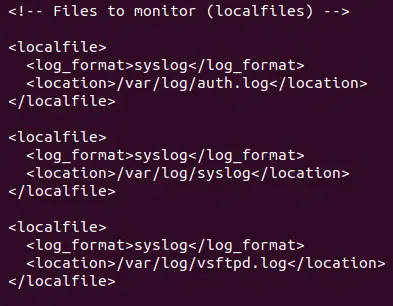 <!-- Files to monitor (localfiles) -->
<localfile>
<log_format>syslog</log_format>
<location>/var/log/auth.log</location>
</localfile>
<localfile>
<log_format>syslog</log_format>
<location>/var/log/syslog</location>
</localfile>
<localfile>
<log_format>syslog</log_format>
<location>/var/log/vsftpd.log</location>
</localfile>